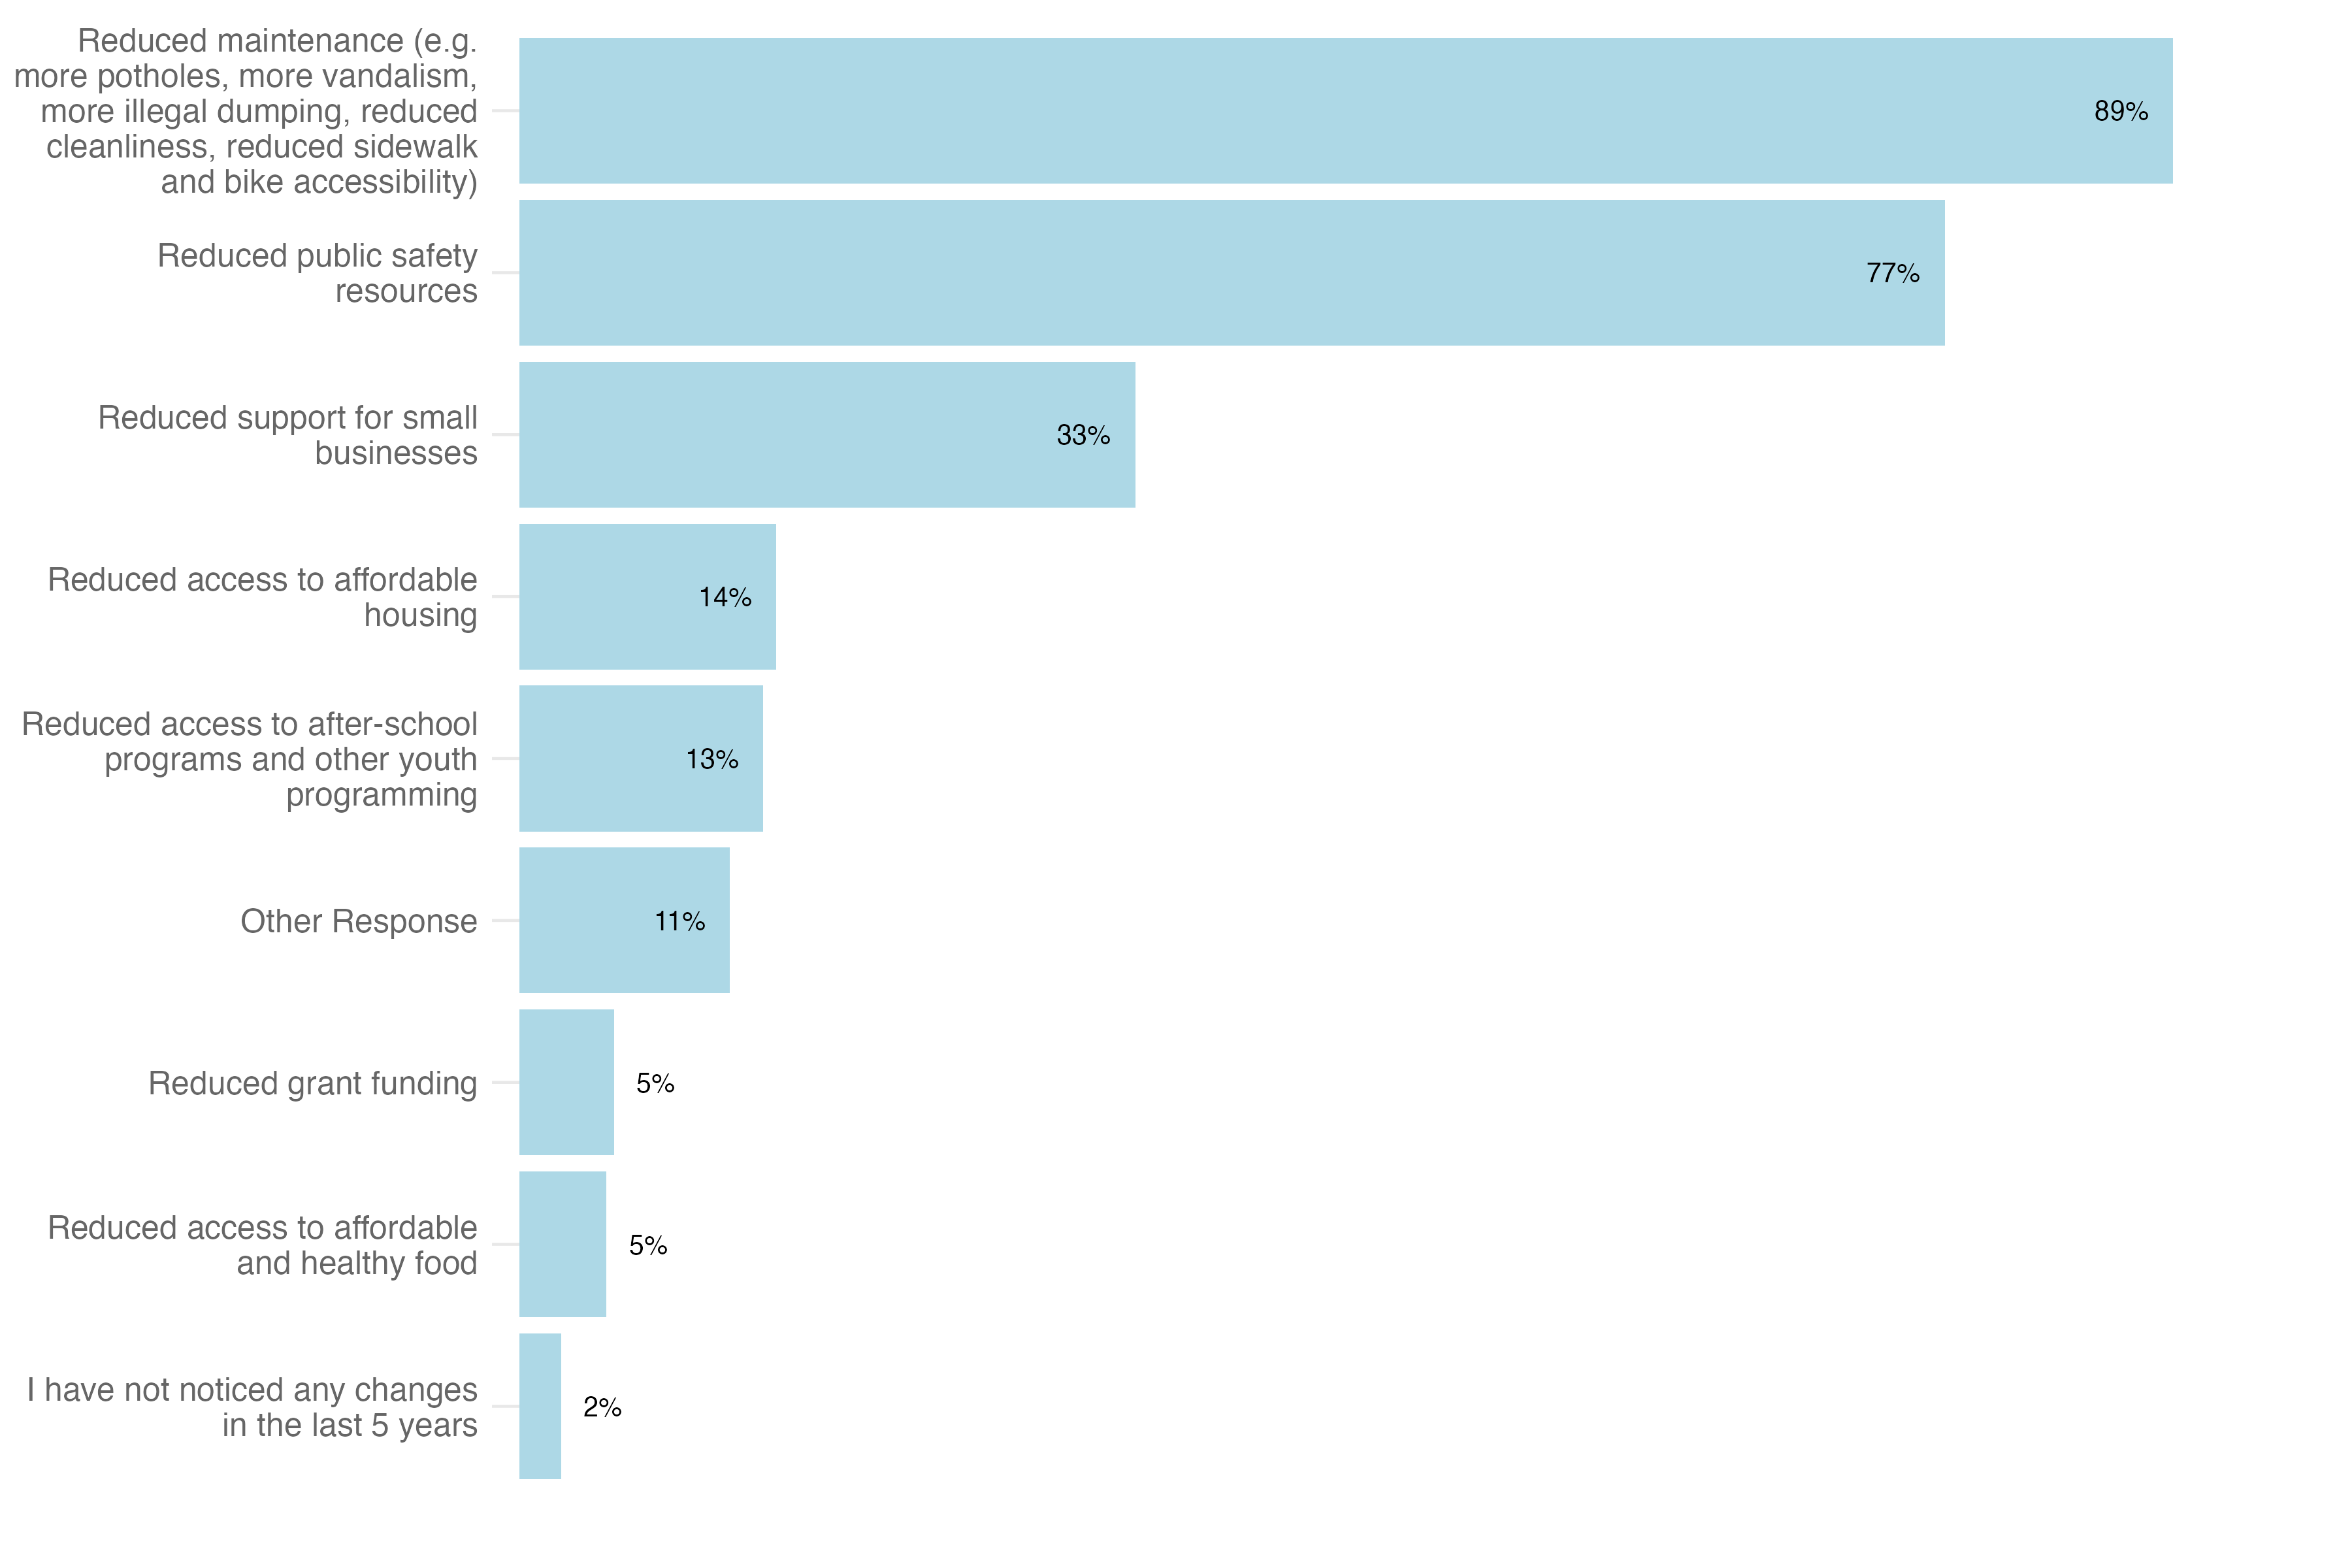 Reduced maintenance (e.g.
more potholes, more vandalism,
more illegal dumping, reduced
cleanliness, reduced sidewalk
and bike accessibility)
89%
Reduced public safety
resources
77%
Reduced support for small
businesses
33%
Reduced access to affordable
housing
14%
Reduced access to after-school
programs and other youth
programming
13%
Other Response
11%
Reduced grant funding
5%
Reduced access to affordable
and healthy food
5%
I have not noticed any changes
in the last 5 years
2%